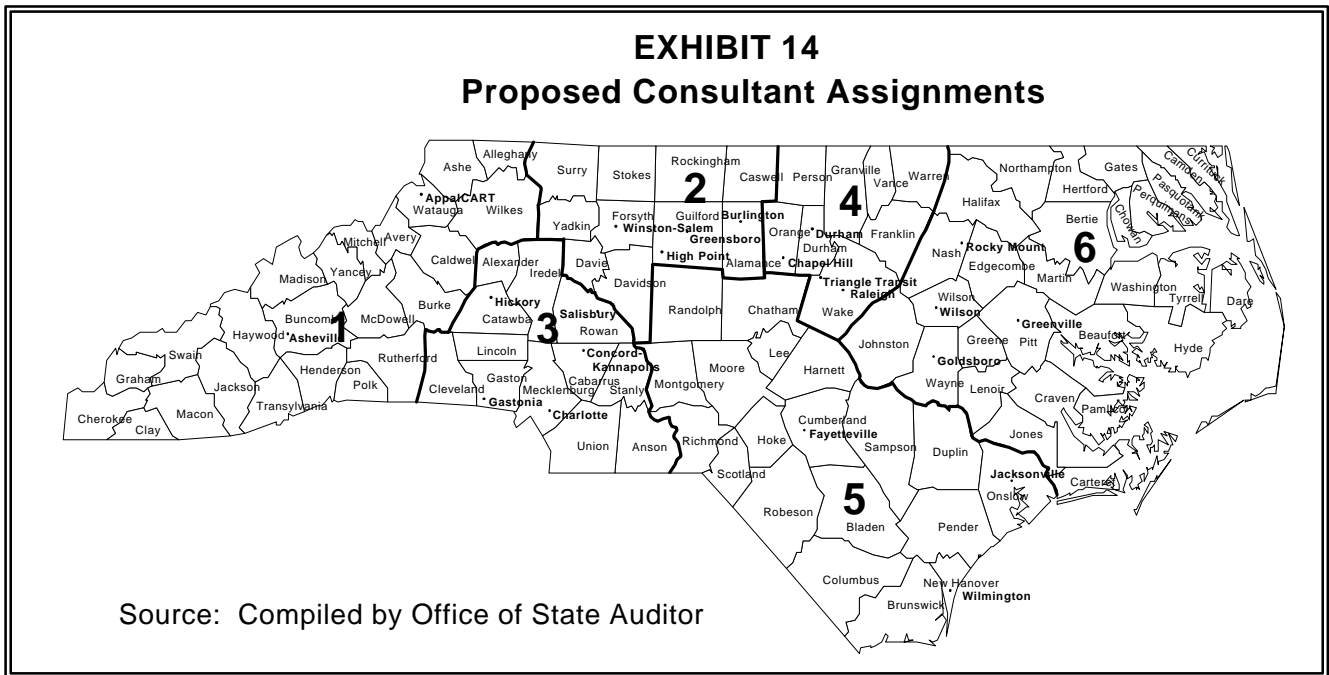 EXHIBIT 14
Proposed Consultant Assignments
Ashe
Alleghany
Surry
Stokes
Rockingham
Caswell
Person
Granville
Vance
Warren
Northampton
Gates
Camden
Currituck
Pasquotank
Perquimans
Chowan
Hertford
Halifax
Bertie
2
4
6
AppalCART
Watauga
Wilkes
Yadkin
Forsyth
Winston-Salem
Guilford
Greensboro
High Point
Burlington
Alamance
Orange
Durham
Durham
Chapel Hill
Franklin
Nash
Rocky Mount
Edgecombe
Martin
Washington
Tyrrell
Dare
Mitchell
Avery
Caldwel
Alexander
Iredel
Davie
Davidson
Randolph
Chatham
Triangle Transit
Raleigh
Wake
Wilson
Wilson
Greenville
Pitt
Beaufort
Hyde
Madison
Yancey
Burke
McDowell
Buncomb
Haywood
Ashevill
1
Hickory
Catawba
3
Salisbury
Rowan
Johnston
Greene
Goldsboro
Wayne
Lenoir
Craven
Pamlico
Swain
Graham
Jackson
Henderson
Polk
Rutherford
Transylvania
Macon
Cherokee
Clay
Cleveland
Lincoln
Gaston
Gastonia
Mecklenburg
Charlotte
Concord-
Kannapolis
Cabarrus
Stanly
Union
Anson
Montgomery
Moore
Lee
Harnett
Richmond
Hoke
Scotland
Cumberland
Fayetteville
Sampson
Duplin
Jones
Jacksonville
Onslow
Carteret
Robeson
5
Bladen
Pender
Columbus
New Hanover
Wilmington
Brunswick
Source: Compiled by Office of State Auditor